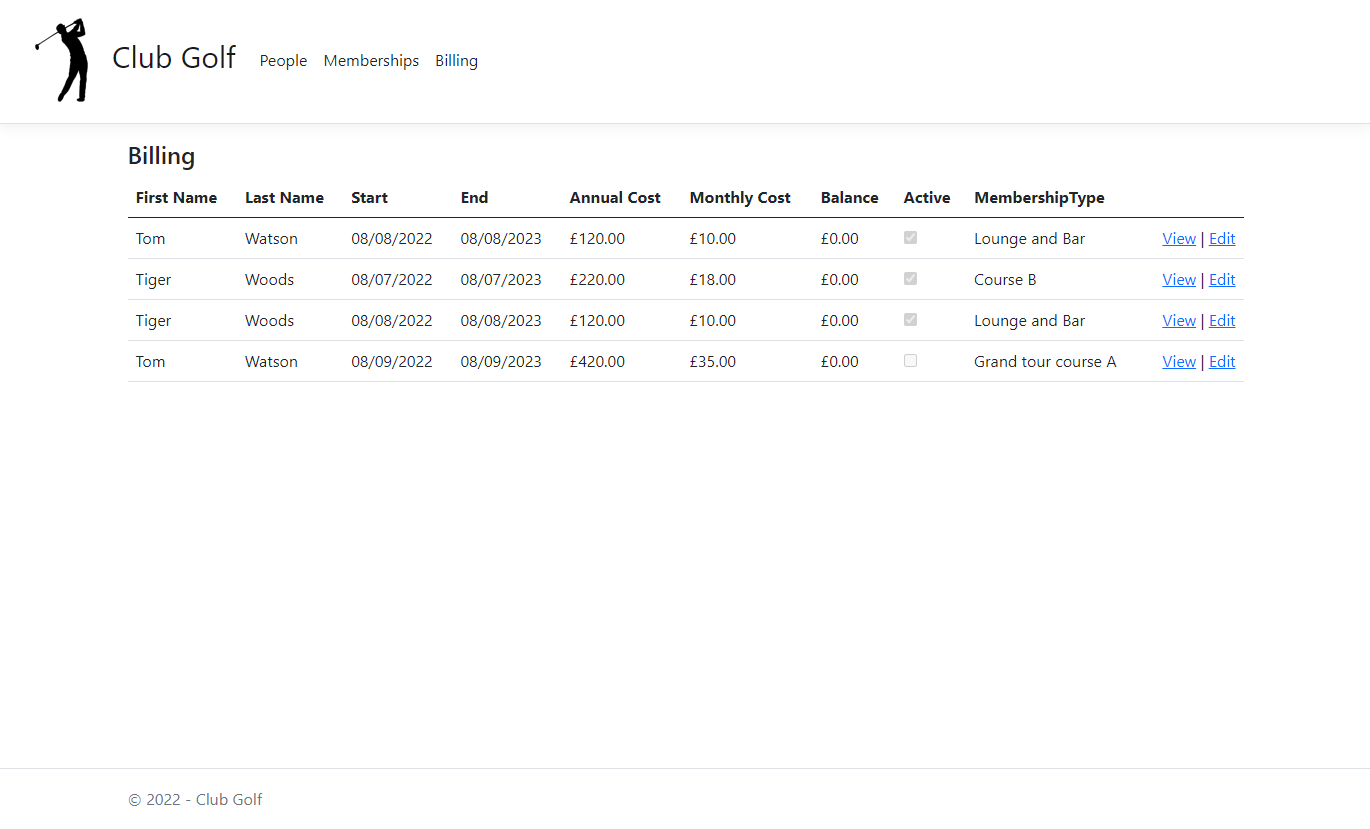 Club Golf People Memberships Billing
Billing
First Name Last Name Start End Annual Cost Monthly Cost Balance Active MembershipType
Tom Watson 08/08/2022 08/08/2023 £120.00 £10.00 £0.00 Lounge and Bar View | Edit
Tiger Woods 08/07/2022 08/07/2023 £220.00 £18.00 £0.00 Course B View | Edit
Tiger Woods 08/08/2022 08/08/2023 £120.00 £10.00 £0.00 Lounge and Bar View | Edit
Tom Watson 08/09/2022 08/09/2023 £420.00 £35.00 £0.00 Grand tour course A View | Edit
© 2022 - Club Golf